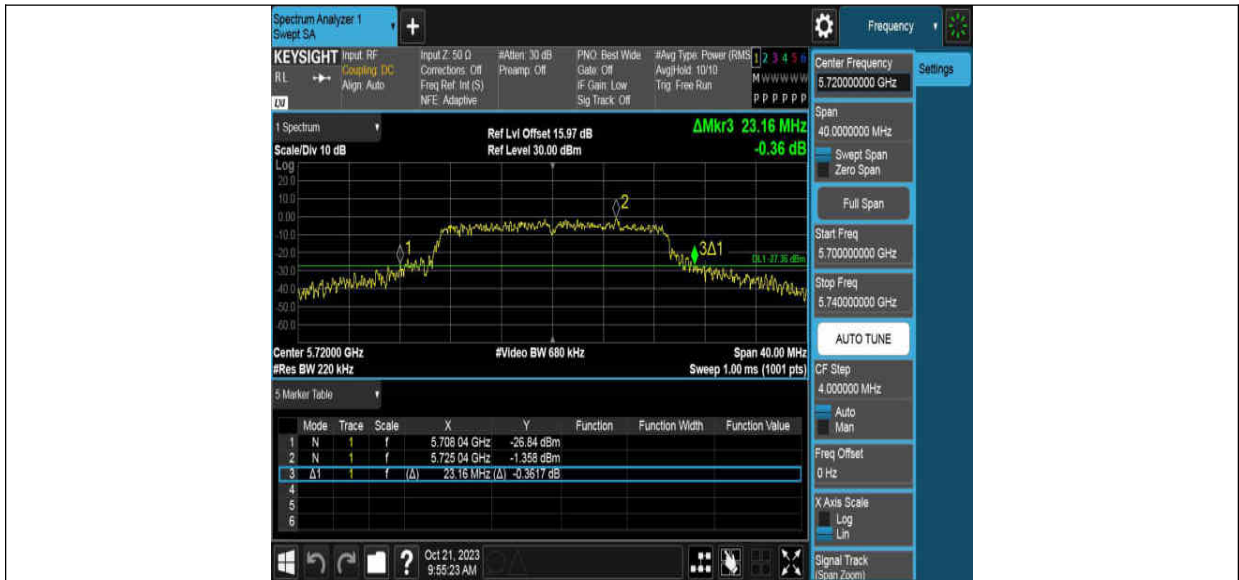 Spectrum Analyzer 1
Swept SA
+
Frequency
KEYSIGHT
RL
LXI
Input: RF
Coupling: DC
Align: Auto
Input Z: 50 Ω
Corrections: Off
Freq Ref: Int (S)
NFE: Adaptive
#Atten: 30 dB
Preamp: Off
PNO: Best Wide
Gate: Off
IF Gain: Low
Sig Track: Off
#Avg Type: Power (RMS
Avg|Hold: 10/10
Trig: Free Run
1 2 3 4 5 6
M W W W W W
P P P P P P
1 Spectrum
Scale/Div 10 dB
Ref Lvl Offset 15.97 dB
Ref Level 30.00 dBm
ΔMkr3 23.16 MHz
-0.36 dB
Log
20.0
10.0
0.00
-10.0
-20.0
-30.0
-40.0
-50.0
-60.0
1
2
3Δ1
DL1 -27.36 dBm
Center 5.72000 GHz
#Video BW 680 kHz
Span 40.00 MHz
#Res BW 220 kHz
Sweep 1.00 ms (1001 pts)
5 Marker Table
Mode Trace Scale X Y Function Function Width Function Value
1 N 1 f 5.708 04 GHz -26.84 dBm
2 N 1 f 5.725 04 GHz -1.358 dBm
3 Δ1 1 f (Δ) 23.16 MHz (Δ) -0.3617 dB
4
5
6
?
Oct 21, 2023
9:55:23 AM
Center Frequency
5.720000000 GHz
Settings
Span
40.0000000 MHz
Swept Span
Zero Span
Full Span
Start Freq
5.700000000 GHz
Stop Freq
5.740000000 GHz
AUTO TUNE
CF Step
4.000000 MHz
Auto
Man
Freq Offset
0 Hz
X Axis Scale
Log
Lin
Signal Track
(Span Zoom)